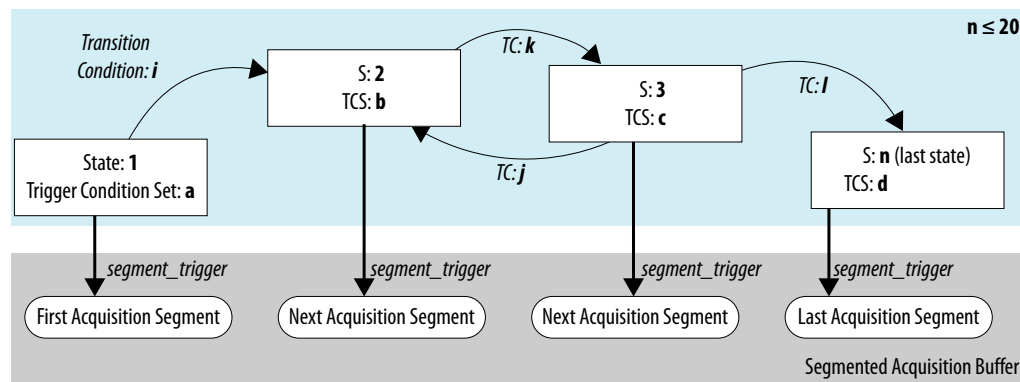 n ≤ 20
Transition
Condition: i
TC: k
S: 2
TCS: b
S: 3
TCS: c
TC: l
TC: j
State: 1
Trigger Condition Set: a
S: n (last state)
TCS: d
segment_trigger
segment_trigger
segment_trigger
segment_trigger
First Acquisition Segment
Next Acquisition Segment
Next Acquisition Segment
Last Acquisition Segment
Segmented Acquisition Buffer